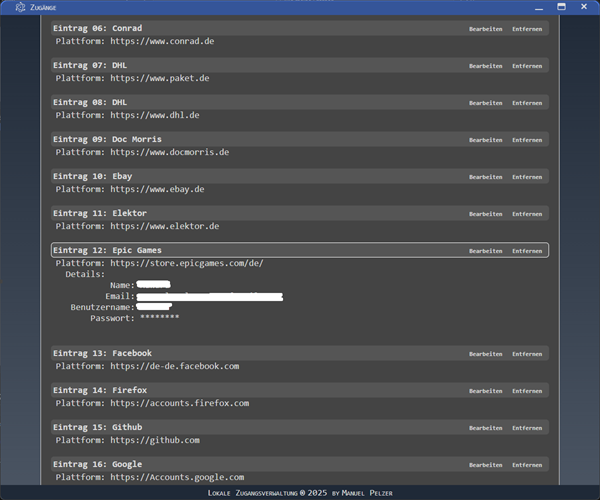 Zugänge
Eintrag 06: Conrad Bearbeiten Entfernen
Plattform: https://www.conrad.de
Eintrag 07: DHL Bearbeiten Entfernen
Plattform: https://www.paket.de
Eintrag 08: DHL Bearbeiten Entfernen
Plattform: https://www.dhl.de
Eintrag 09: Doc Morris Bearbeiten Entfernen
Plattform: https://www.docmorris.de
Eintrag 10: Ebay Bearbeiten Entfernen
Plattform: https://www.ebay.de
Eintrag 11: Elektor Bearbeiten Entfernen
Plattform: https://www.elektor.de
Eintrag 12: Epic Games Bearbeiten Entfernen
Plattform: https://store.epicgames.com/de/
Details:
Name:
Email:
Benutzername:
Passwort: ********
Eintrag 13: Facebook Bearbeiten Entfernen
Plattform: https://de-de.facebook.com
Eintrag 14: Firefox Bearbeiten Entfernen
Plattform: https://accounts.firefox.com
Eintrag 15: Github Bearbeiten Entfernen
Plattform: https://github.com
Eintrag 16: Google Bearbeiten Entfernen
Plattform: https://Accounts.google.com
Lokale Zugangsverwaltung ® 2025 by Manuel Pelzer